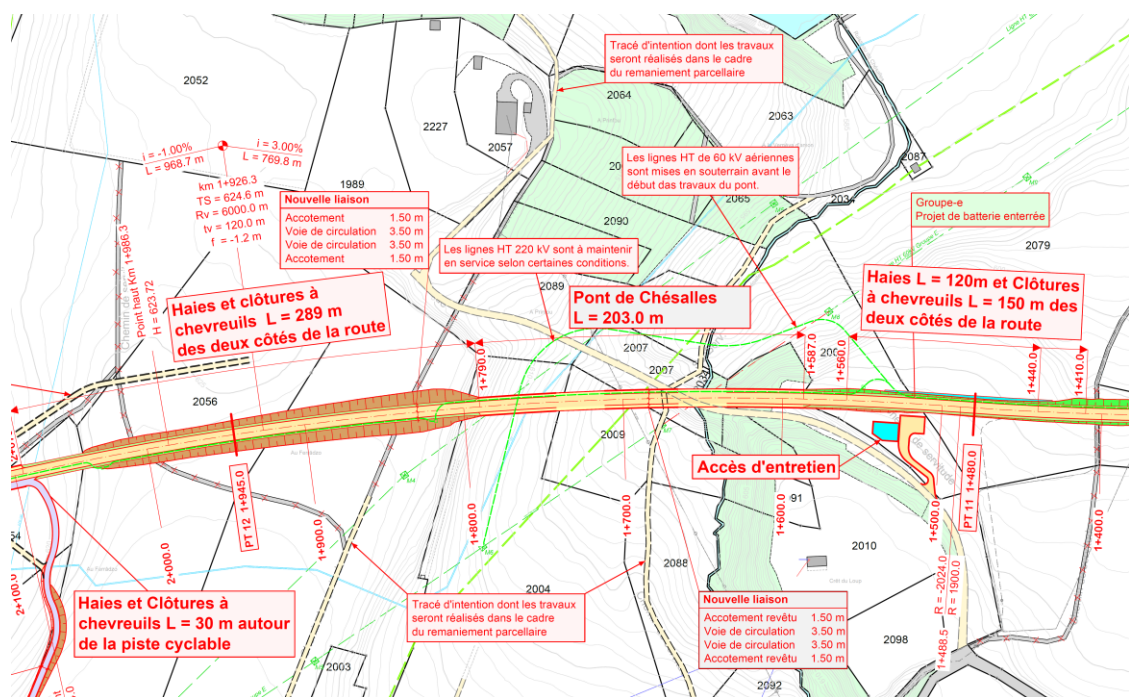 Tracé d'intention dont les travaux
seront réalisés dans le cadre
du remaniement parcellaire
2052
2064
2227
2063
2057
2087
i = -1.00%
L = 968.7 m
i = 3.00%
L = 769.8 m
km 1+926.3
TS = 624.6 m
Rv = 6000.0 m
tv = 120.0 m
f = -1.2 m
Point haut Km 1+986.3
H = 623.72
1989
Les lignes HT de 60 kV aériennes
sont mises en souterrain avant le
début das travaux du pont.
2065
2034
2090
Nouvelle liaison
Accotement 1.50 m
Voie de circulation 3.50 m
Voie de circulation 3.50 m
Accotement 1.50 m
Groupe-e
Projet de batterie enterrée
2079
Les lignes HT 220 kV sont à maintenir
en service selon certaines conditions.
2089
Haies et clôtures à
chevreuils L = 289 m
des deux côtés de la route
Pont de Chésalles
L = 203.0 m
Haies L = 120m et Clôtures
à chevreuils L = 150 m des
deux côtés de la route
2007
2007
1+790.0
1+587.0
1+560.0
1+440.0
1+410.0
2056
2009
Au Fardaboz
PT 12 1+945.0
Accès d'entretien
de servitude
PT 11 1+480.0
2+000.0
1+900.0
1+800.0
1+700.0
1+600.0
1+500.0
1+400.0
2+100.0
2010
2088
2004
Haies et Clôtures à
chevreuils L = 30 m autour
de la piste cyclable
Tracé d'intention dont les travaux
seront réalisés dans le cadre
du remaniement parcellaire
Nouvelle liaison
Accotement revêtu 1.50 m
Voie de circulation 3.50 m
Voie de circulation 3.50 m
Accotement revêtu 1.50 m
R = -2024.0
R = 1900.0
1+488.5
2098
2003
2092